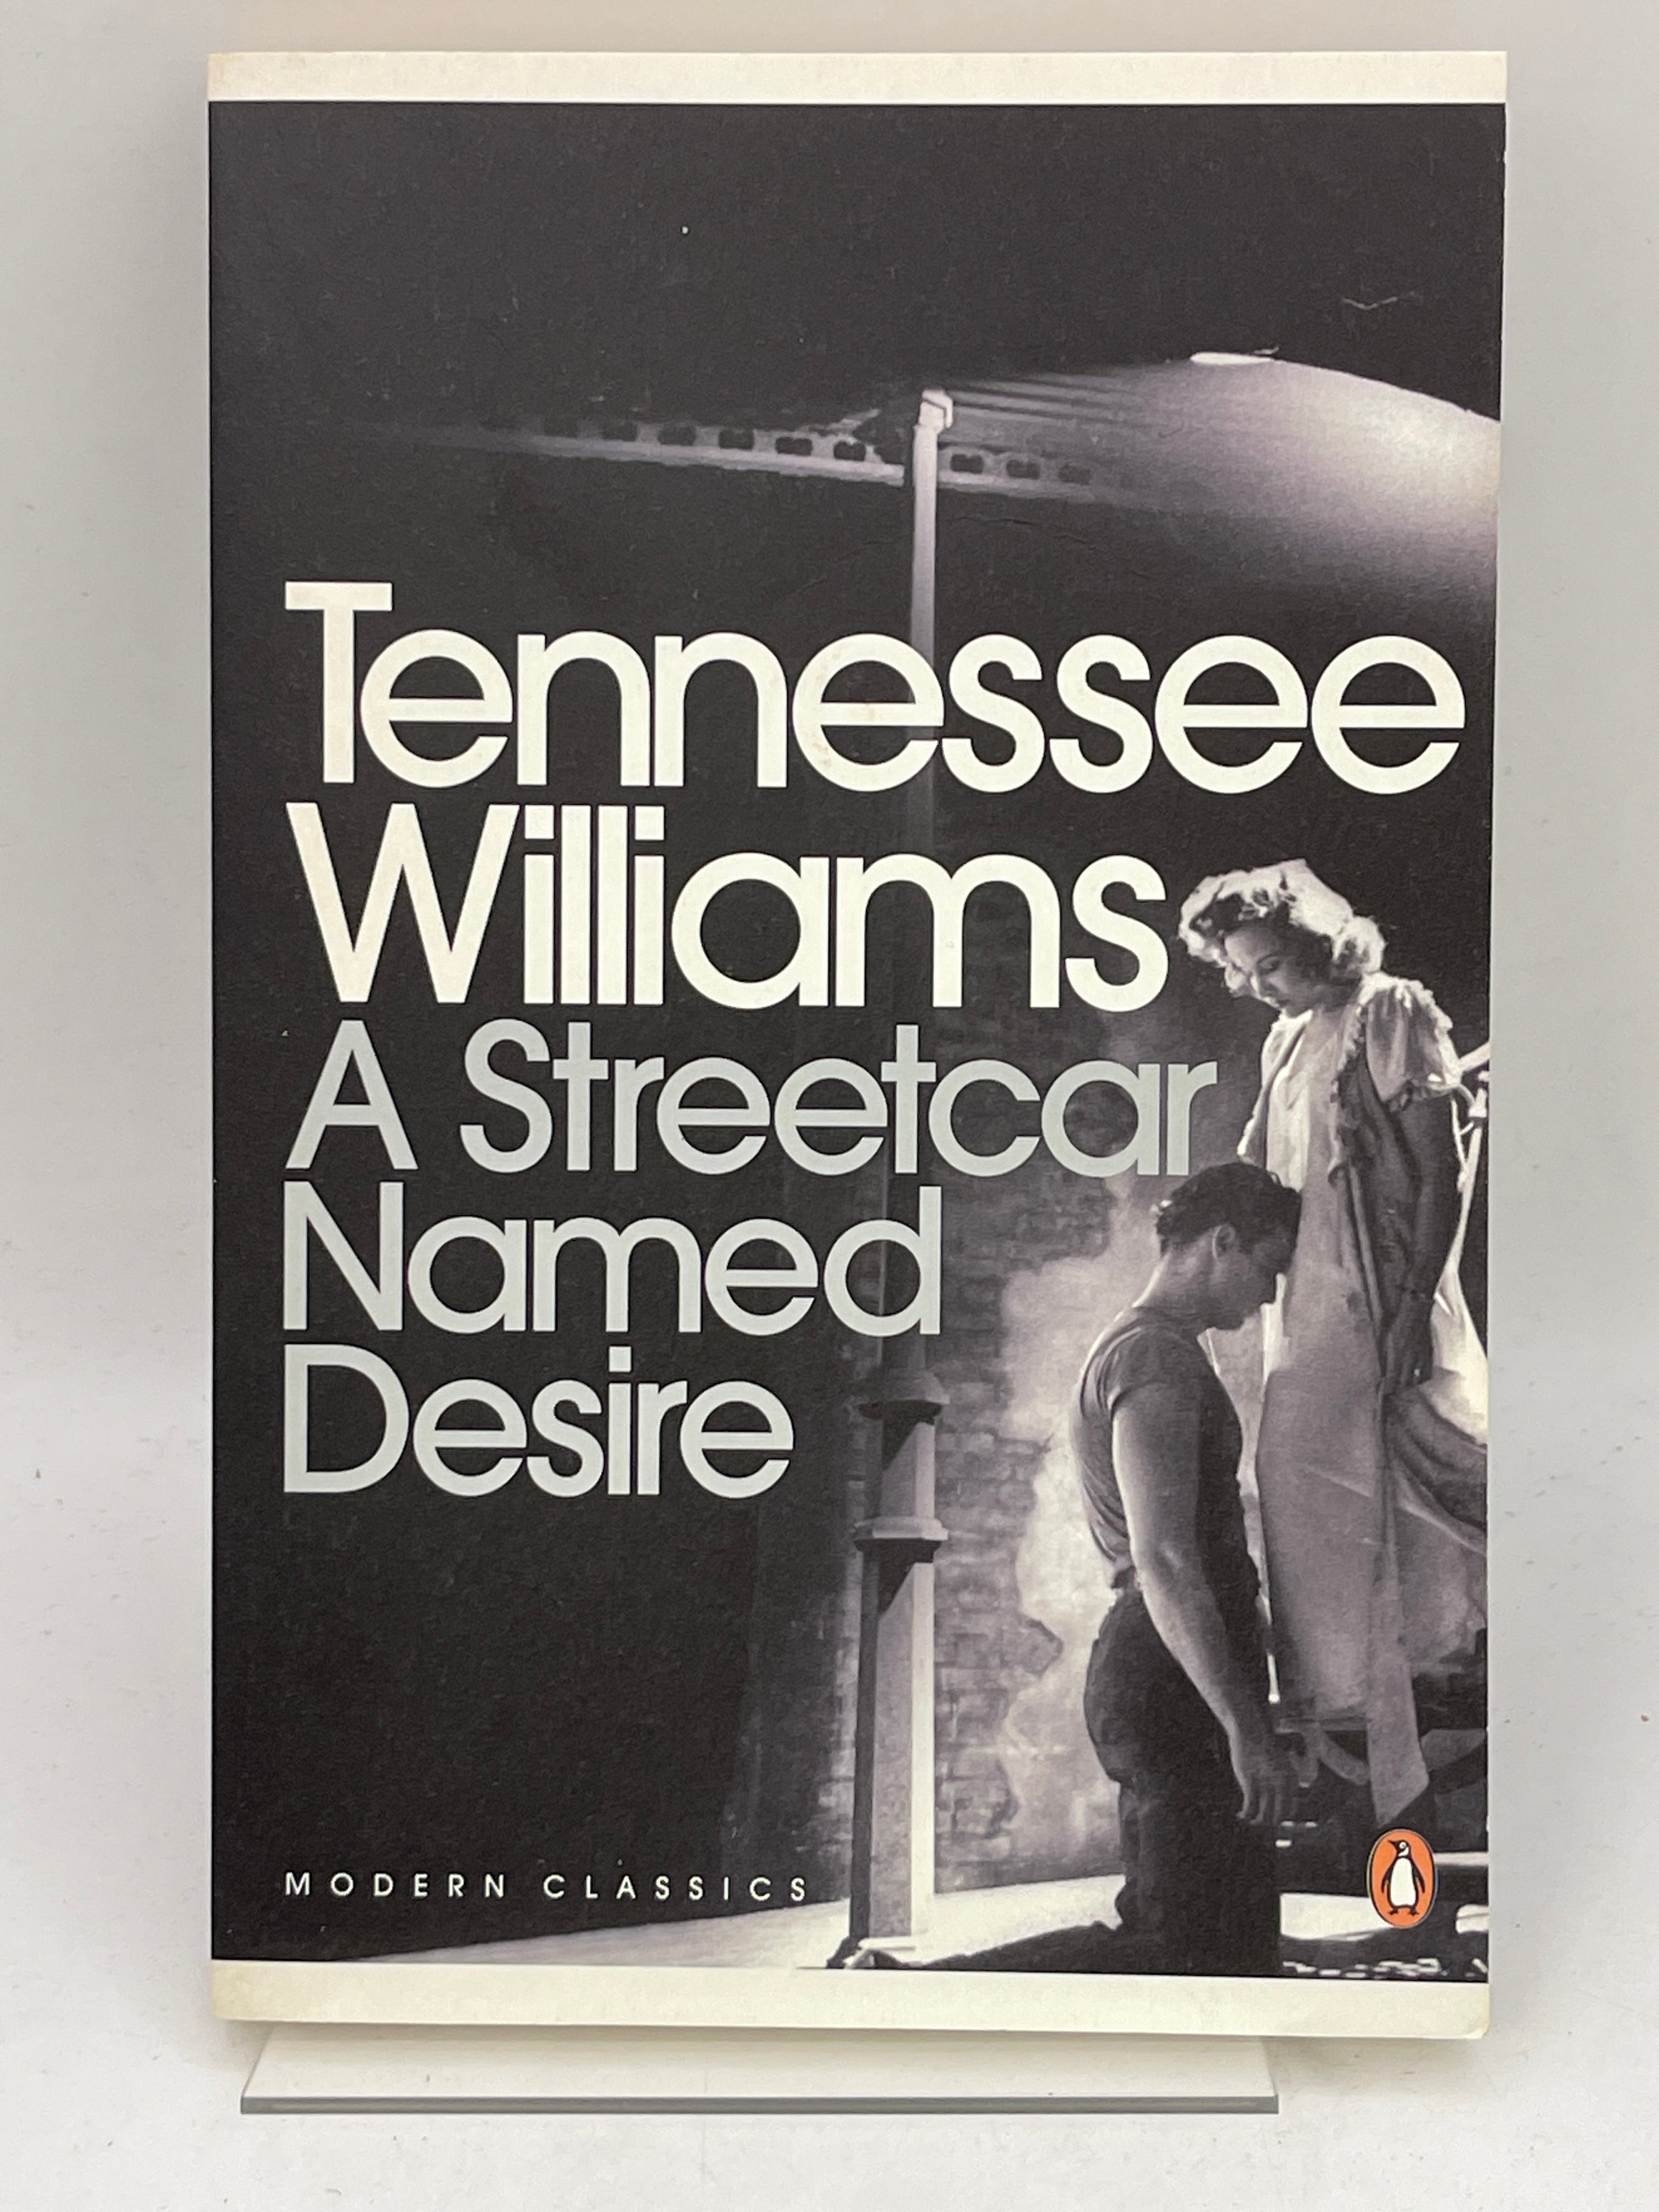 Tennessee
Williams
A Streetcar
Named
Desire
MODERN CLASSICS